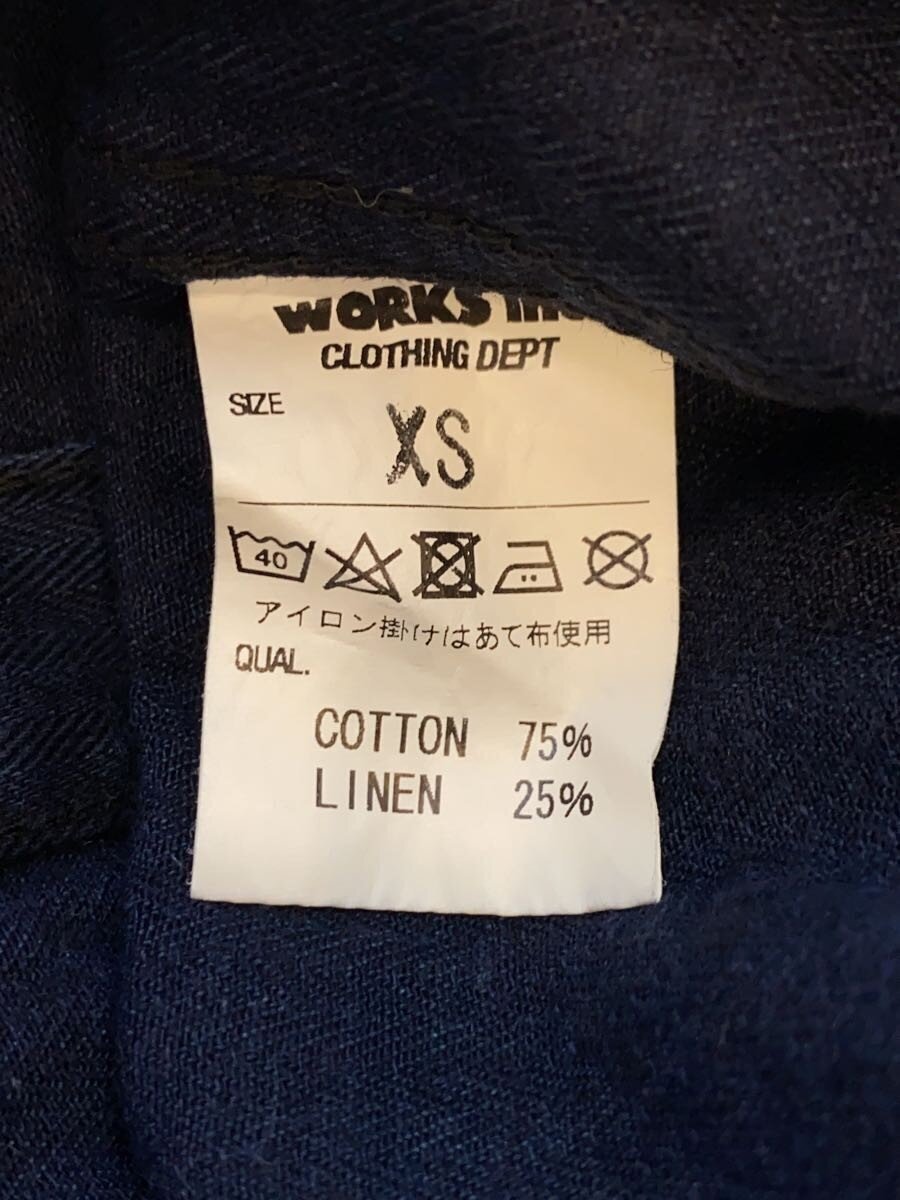 WORKS INC
CLOTHING DEPT
SIZE
XS
40
アイロン掛けはあて布使用
QUAL.
COTTON 75%
LINEN 25%